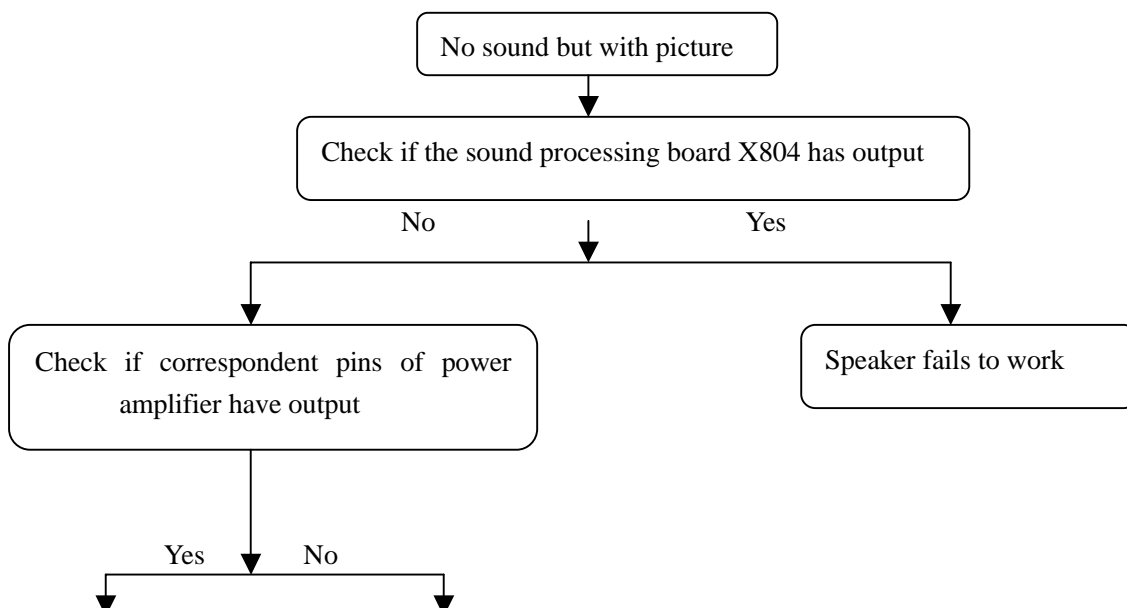 No sound but with picture
Check if the sound processing board X804 has output
No Yes
Check if correspondent pins of power
amplifier have output
Speaker fails to work
Yes No